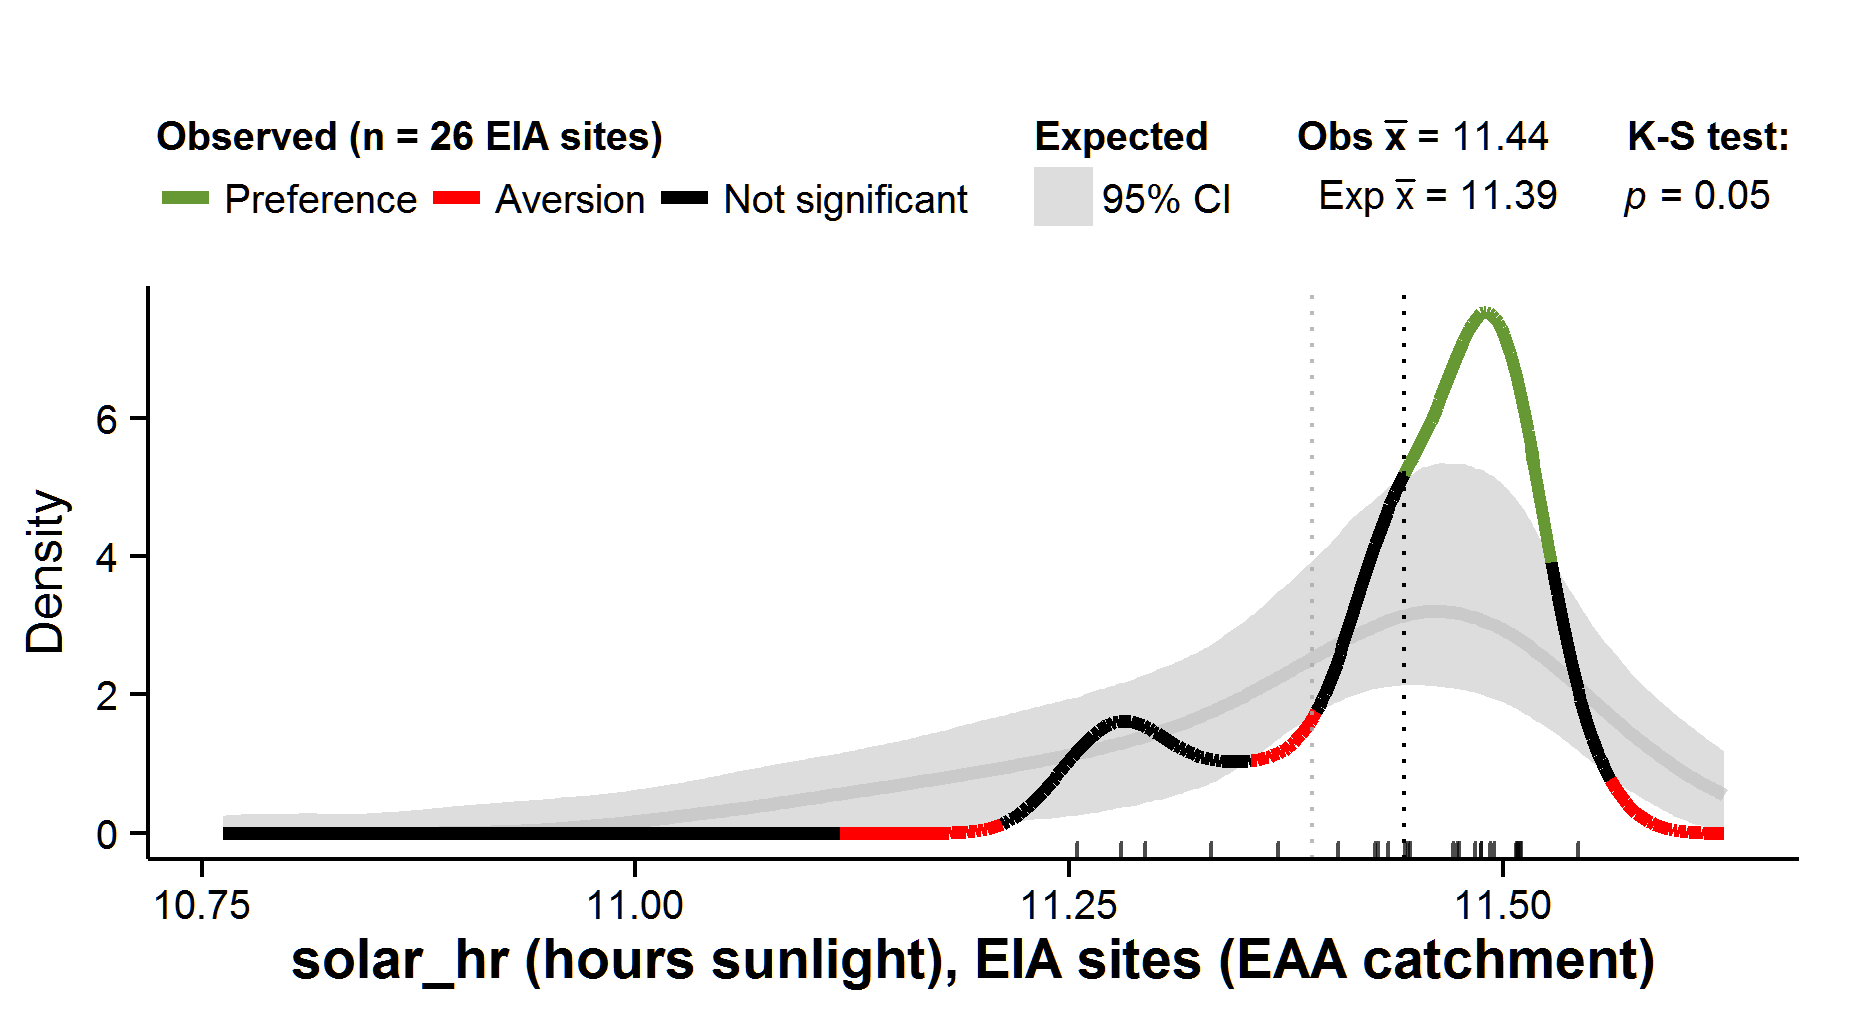 Observed (n = 26 EIA sites) Expected Obs x̅ = 11.44 K-S test:
Preference Aversion Not significant 95% CI Exp x̅ = 11.39 p = 0.05
Density
6
4
2
0
10.75 11.00 11.25 11.50
solar_hr (hours sunlight), EIA sites (EAA catchment)